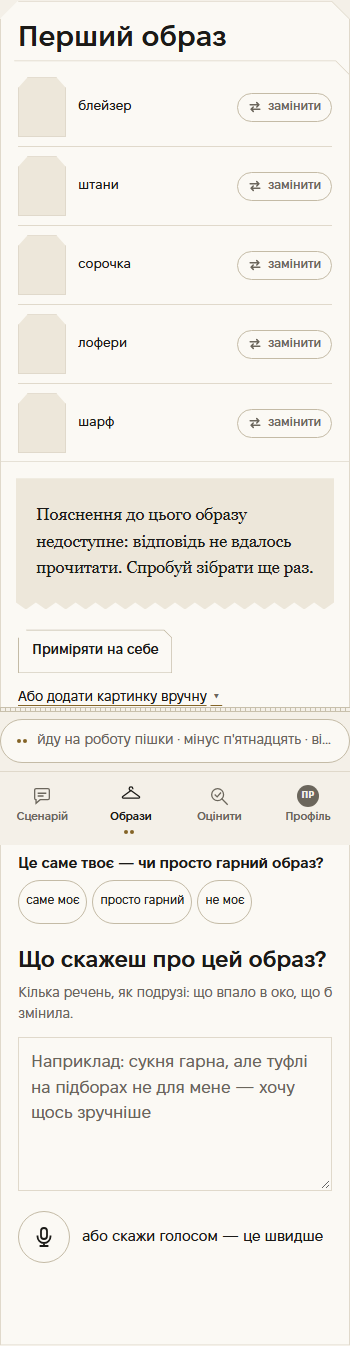 Перший образ
блейзер
замінити
штани
замінити
сорочка
замінити
лофери
замінити
шарф
замінити
Пояснення до цього образу
недоступне: відповідь не вдалось
прочитати. Спробуй зібрати ще раз.
Приміряти на себе
Або додати картинку вручну
йду на роботу пішки · мінус п'ятнадцять · ві...
Сценарій
Образи
Оцінити
ПР
Профіль
Це саме твоє — чи просто гарний образ?
саме моє
просто гарний
не моє
Що скажеш про цей образ?
Кілька речень, як подрузі: що впало в око, що б
змінила.
Наприклад: сукня гарна, але туфлі
на підборах не для мене — хочу
щось зручніше
або скажи голосом — це швидше